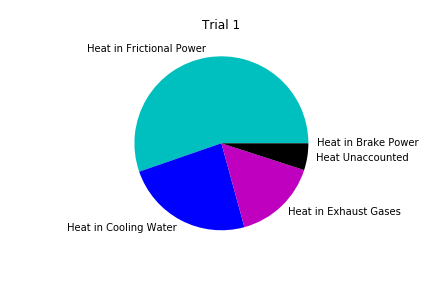 Trial 1
Heat in Frictional Power
Heat in Brake Power
Heat Unaccounted
Heat in Exhaust Gases
Heat in Cooling Water